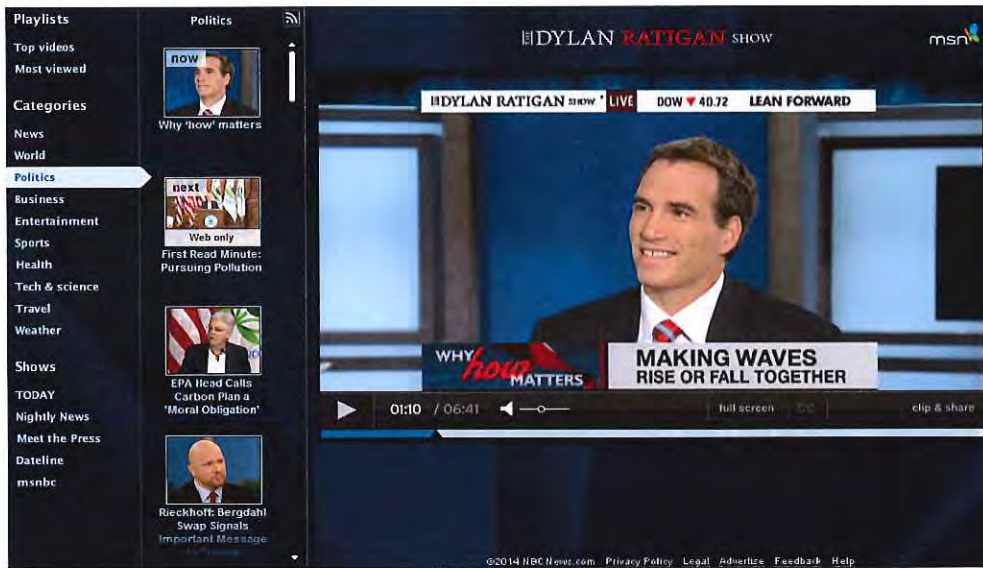 Playlists
Top videos
Most viewed
Categories
News
World
Politics
Business
Entertainment
Sports
Health
Tech & science
Travel
Weather
Shows
TODAY
Nightly News
Meet the Press
Dateline
msnbc
Politics
now
Why 'how' matters
next
Web only
First Read Minute:
Pursuing Pollution
EPA Head Calls
Carbon Plan a
'Moral Obligation'
Rieckhoff: Bergdahl
Swap Signals
Important Message
THE DYLAN RATIGAN SHOW
msn
THE DYLAN RATIGAN SHOW LIVE DOW ▼ 40.72 LEAN FORWARD
WHY how MATTERS
MAKING WAVES
RISE OR FALL TOGETHER
01:10 / 06:41 full screen CC clip & share
©2014 NBCNews.com Privacy Policy Legal Advertise Feedback Help